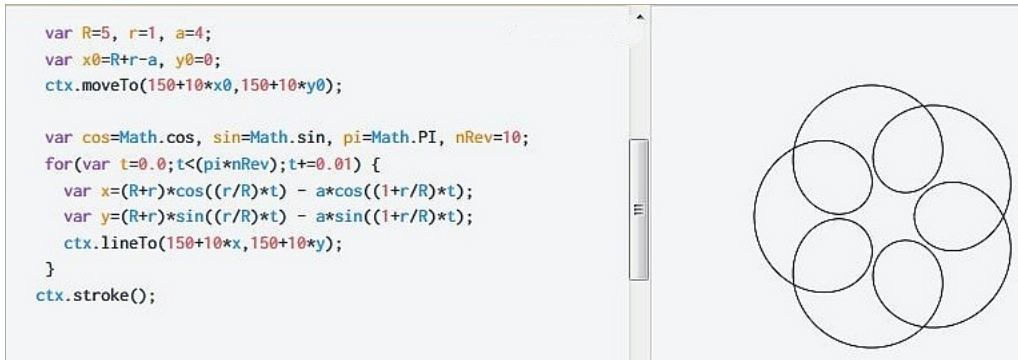 var R=5, r=1, a=4;
var x0=R+r-a, y0=0;
ctx.moveTo(150+10*x0,150+10*y0);
var cos=Math.cos, sin=Math.sin, pi=Math.PI, nRev=10;
for(var t=0.0;t<(pi*nRev);t+=0.01) {
var x=(R+r)*cos((r/R)*t) - a*cos((1+r/R)*t);
var y=(R+r)*sin((r/R)*t) - a*sin((1+r/R)*t);
ctx.lineTo(150+10*x,150+10*y);
}
ctx.stroke();